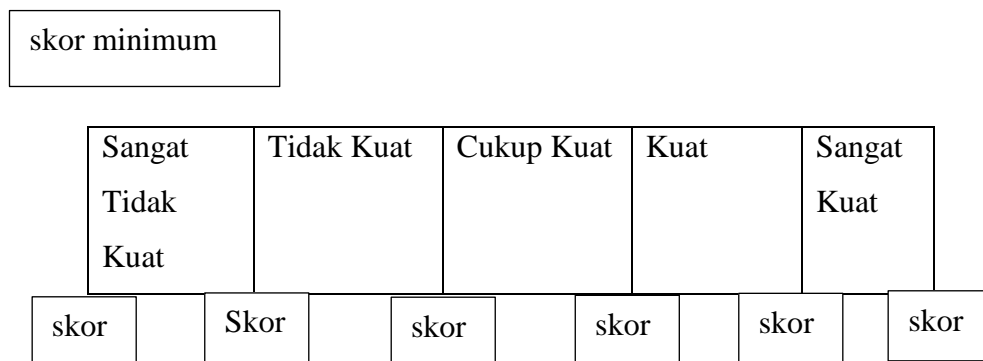 skor minimum
Sangat Tidak Kuat Cukup Kuat Kuat Sangat
Tidak Kuat
Kuat
skor Skor skor skor skor skor